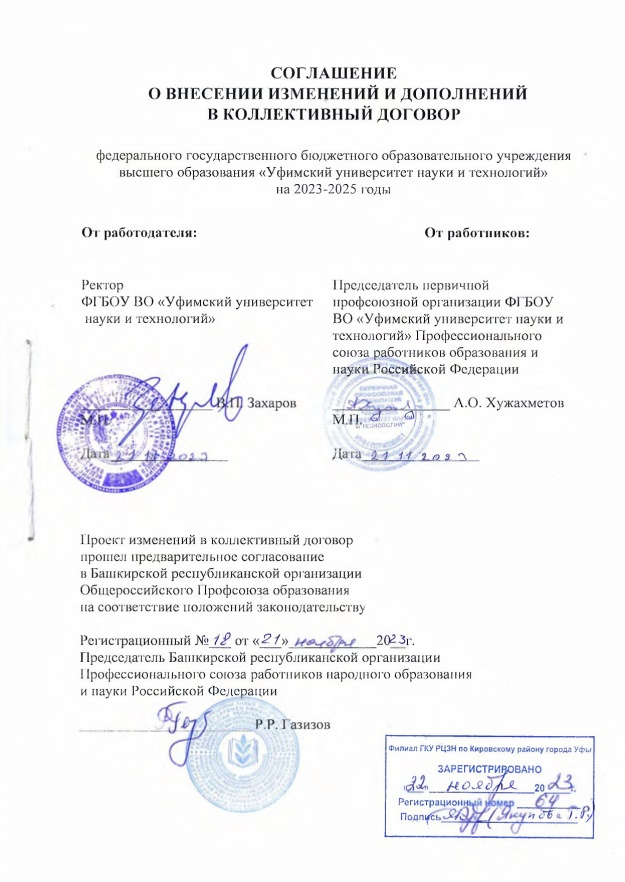 СОГЛАШЕНИЕ
О ВНЕСЕНИИ ИЗМЕНЕНИЙ И ДОПОЛНЕНИЙ
В КОЛЛЕКТИВНЫЙ ДОГОВОР
федерального государственного бюджетного образовательного учреждения
высшего образования «Уфимский университет науки и технологий»
на 2023-2025 годы
От работодателя:
Ректор
ФГБОУ ВО «Уфимский университет
науки и технологий»
В.П. Захаров
М.П.
Дата 21 11 2023
От работников:
Председатель первичной
профсоюзной организации ФГБОУ
ВО «Уфимский университет науки и
технологий» Профессионального
союза работников образования и
науки Российской Федерации
А.О. Хужахметов
М.П.
Дата 21 11 2023
Проект изменений в коллективный договор
прошел предварительное согласование
в Башкирской республиканской организации
Общероссийского Профсоюза образования
на соответствие положений законодательству
Регистрационный № 18 от «21» ноября 2023г.
Председатель Башкирской республиканской организации
Профессионального союза работников народного образования
и науки Российской Федерации
Р.Р. Газизов
Филиал ГКУ РЦЗН по Кировскому району города Уфы
ЗАРЕГИСТРИРОВАНО
«22» ноября 2023 г.
Регистрационный номер 64
Подпись (Якупова Г.Р.)